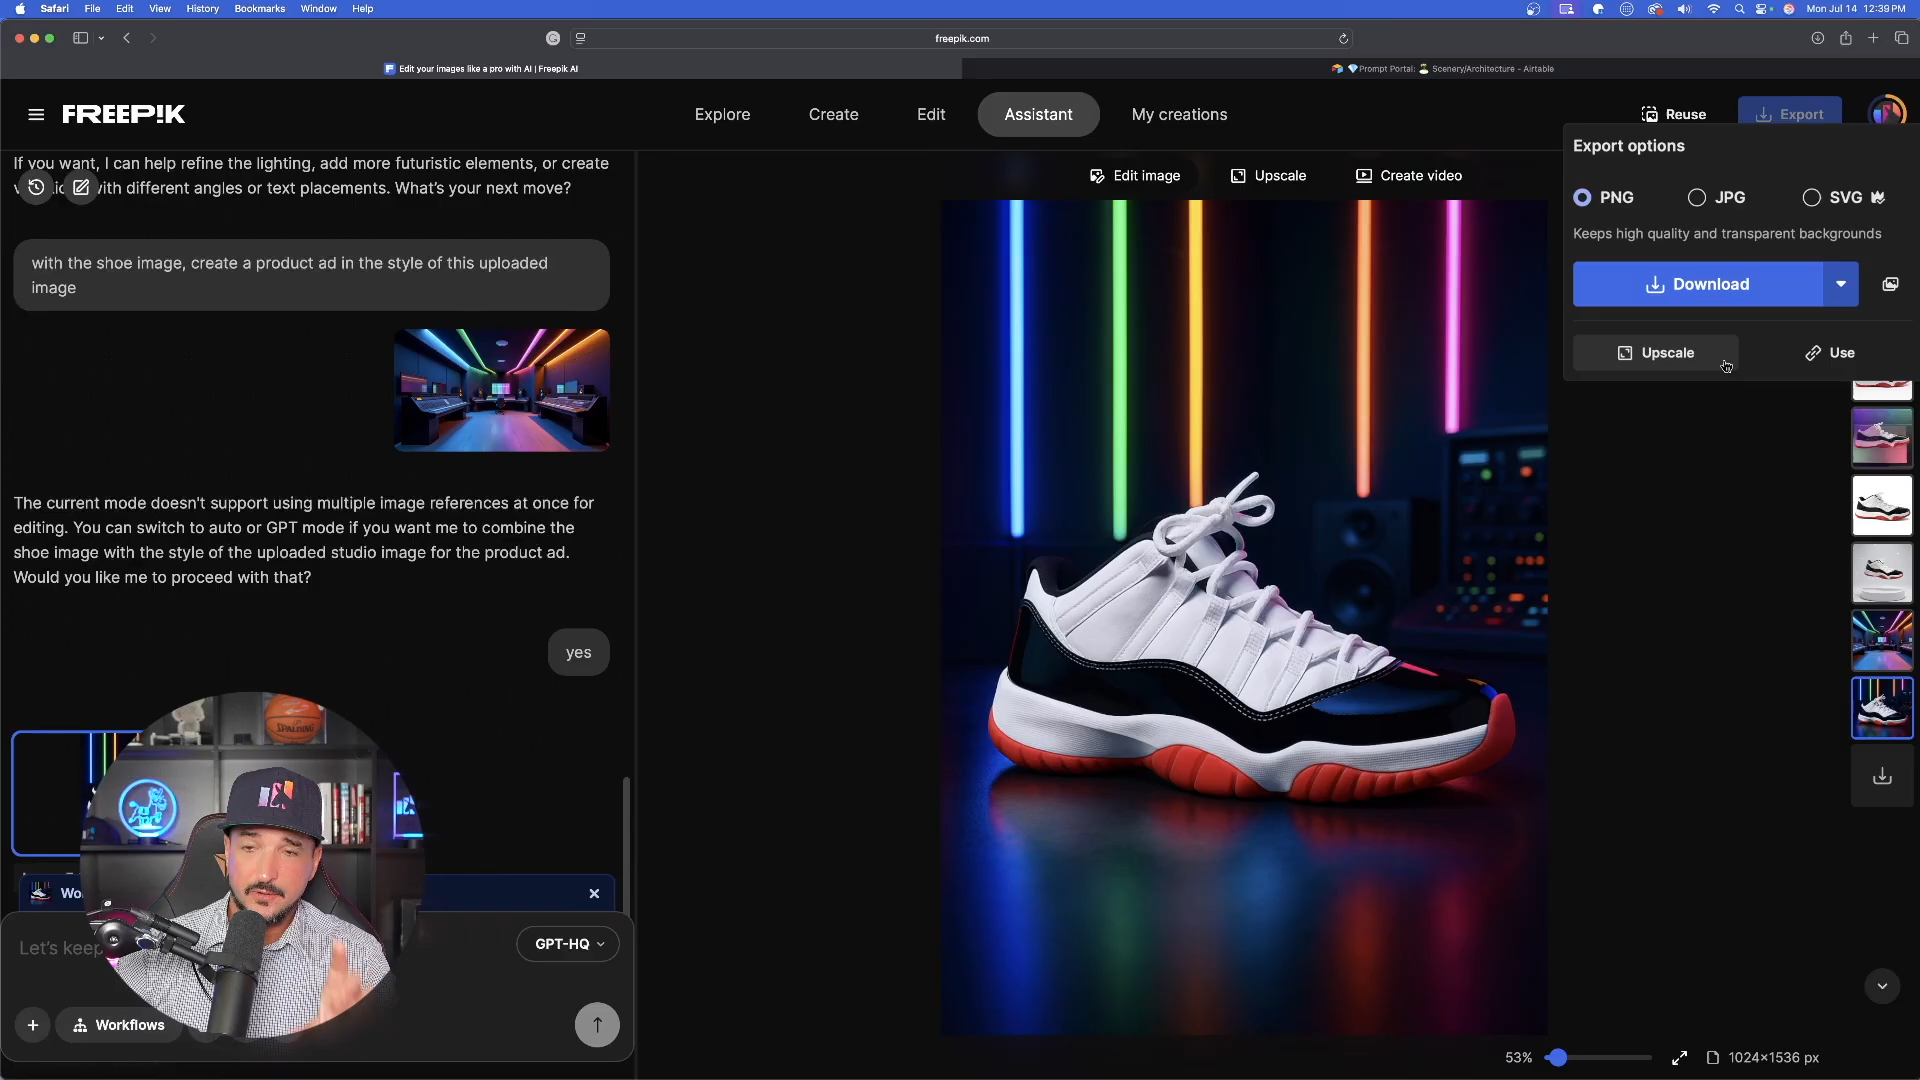 Safari File Edit View History Bookmarks Window Help
Mon Jul 14 12:39 PM
freepik.com
Edit your images like a pro with AI | Freepik AI
Prompt Portal: Scenery/Architecture - Airtable
FREEP!K
Explore Create Edit Assistant My creations
Reuse Export
If you want, I can help refine the lighting, add more futuristic elements, or create
with different angles or text placements. What's your next move?
with the shoe image, create a product ad in the style of this uploaded
image
The current mode doesn't support using multiple image references at once for
editing. You can switch to auto or GPT mode if you want me to combine the
shoe image with the style of the uploaded studio image for the product ad.
Would you like me to proceed with that?
yes
SPALDING
Let's keep
GPT-HQ
Workflows
Edit image Upscale Create video
Export options
PNG JPG SVG
Keeps high quality and transparent backgrounds
Download
Upscale Use
53% 1024×1536 px